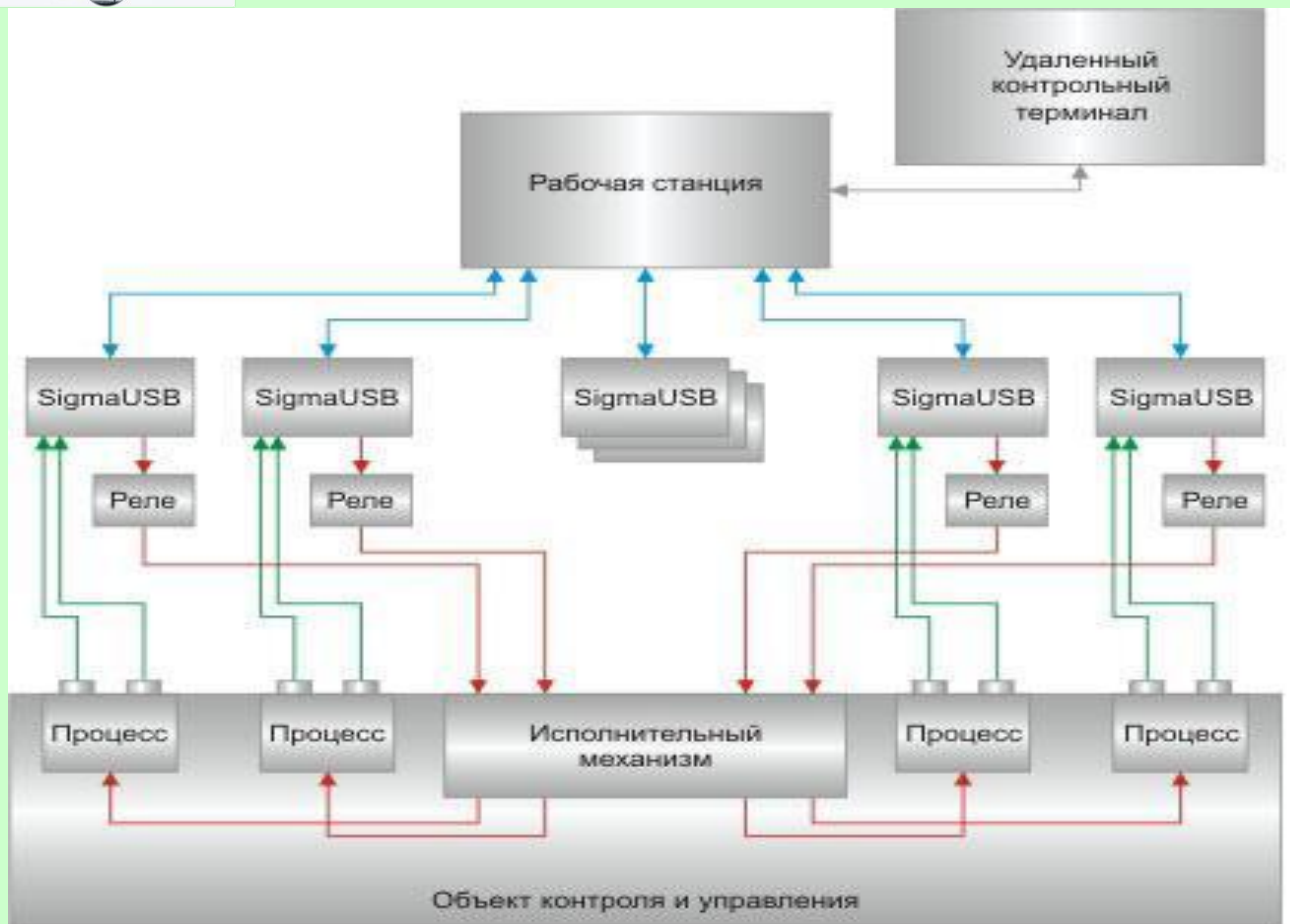 Удаленный
контрольный
терминал
Рабочая станция
SigmaUSB
SigmaUSB
SigmaUSB
SigmaUSB
SigmaUSB
Реле
Реле
Реле
Реле
Процесс
Процесс
Исполнительный
механизм
Процесс
Процесс
Объект контроля и управления